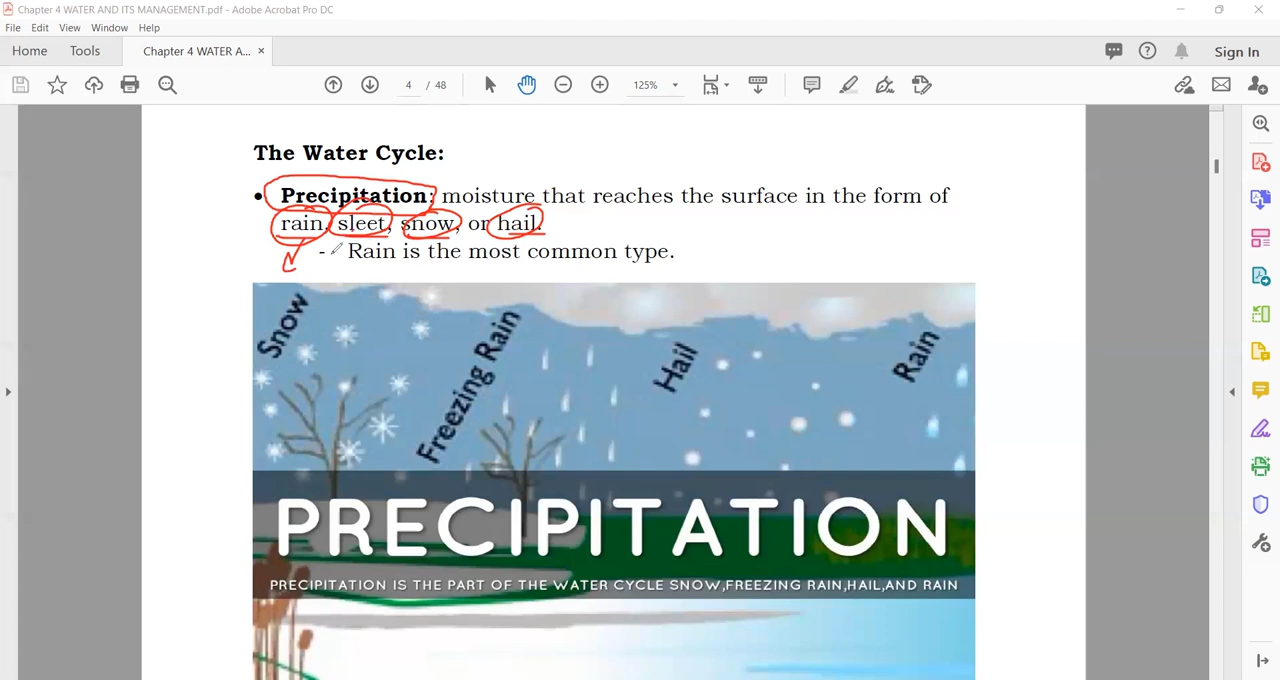 Chapter 4 WATER AND ITS MANAGEMENT.pdf - Adobe Acrobat Pro DC
File Edit View Window Help
Home Tools Chapter 4 WATER A... × Sign In
4 / 48 125%
The Water Cycle:
• Precipitation: moisture that reaches the surface in the form of
rain, sleet, snow, or hail.
- Rain is the most common type.
Snow
Freezing Rain
Hail
Rain
PRECIPITATION
PRECIPITATION IS THE PART OF THE WATER CYCLE SNOW,FREEZING RAIN,HAIL,AND RAIN